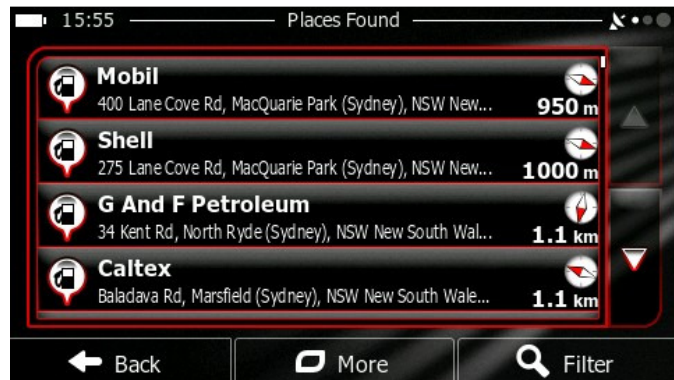 15:55 Places Found
Mobil
400 Lane Cove Rd, MacQuarie Park (Sydney), NSW New... 950 m
Shell
275 Lane Cove Rd, MacQuarie Park (Sydney), NSW New... 1000 m
G And F Petroleum
34 Kent Rd, North Ryde (Sydney), NSW New South Wal... 1.1 km
Caltex
Baladava Rd, Marsfield (Sydney), NSW New South Wale... 1.1 km
Back More Filter